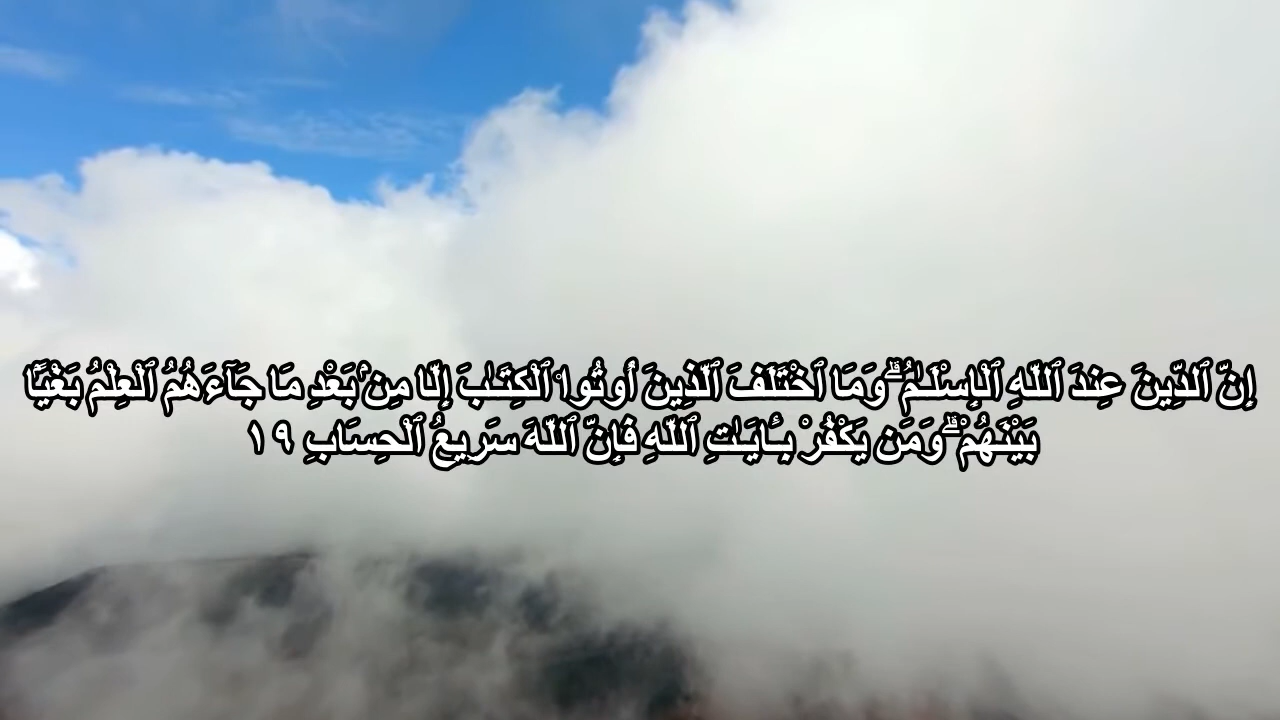 إِنَّ ٱلدِّينَ عِندَ ٱللَّهِ ٱلْإِسْلَـٰمُ ۗ وَمَا ٱخْتَلَفَ ٱلَّذِينَ أُوتُوا۟ ٱلْكِتَـٰبَ إِلَّا مِنۢ بَعْدِ مَا جَآءَهُمُ ٱلْعِلْمُ بَغْيًۢا
بَيْنَهُمْ ۗ وَمَن يَكْفُرْ بِـَٔايَـٰتِ ٱللَّهِ فَإِنَّ ٱللَّهَ سَرِيعُ ٱلْحِسَابِ ١٩